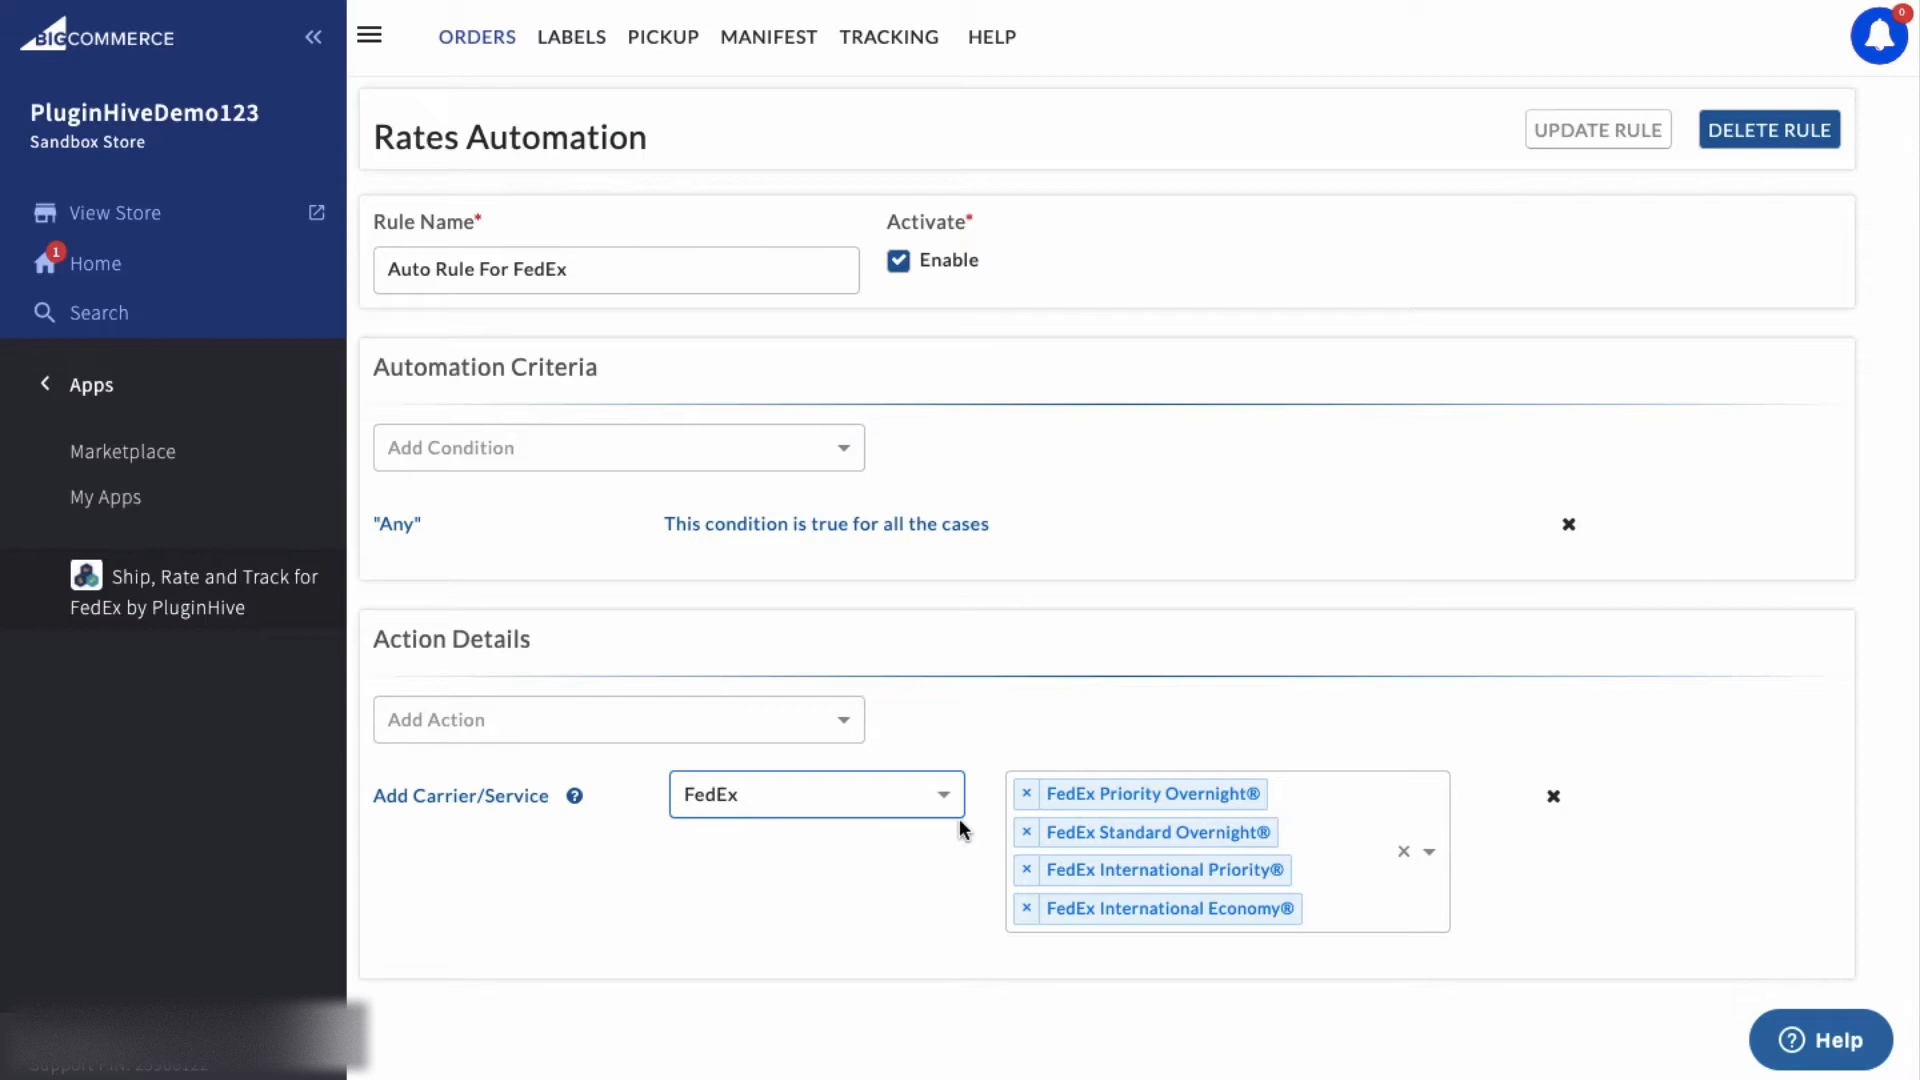 BIGCOMMERCE
ORDERS LABELS PICKUP MANIFEST TRACKING HELP
0
PluginHiveDemo123
Sandbox Store
View Store
1
Home
Search
Apps
Marketplace
My Apps
Ship, Rate and Track for
FedEx by PluginHive
Rates Automation
UPDATE RULE
DELETE RULE
Rule Name*
Activate*
Auto Rule For FedEx
Enable
Automation Criteria
Add Condition
"Any"
This condition is true for all the cases
Action Details
Add Action
Add Carrier/Service
FedEx
FedEx Priority Overnight®
FedEx Standard Overnight®
FedEx International Priority®
FedEx International Economy®
Help